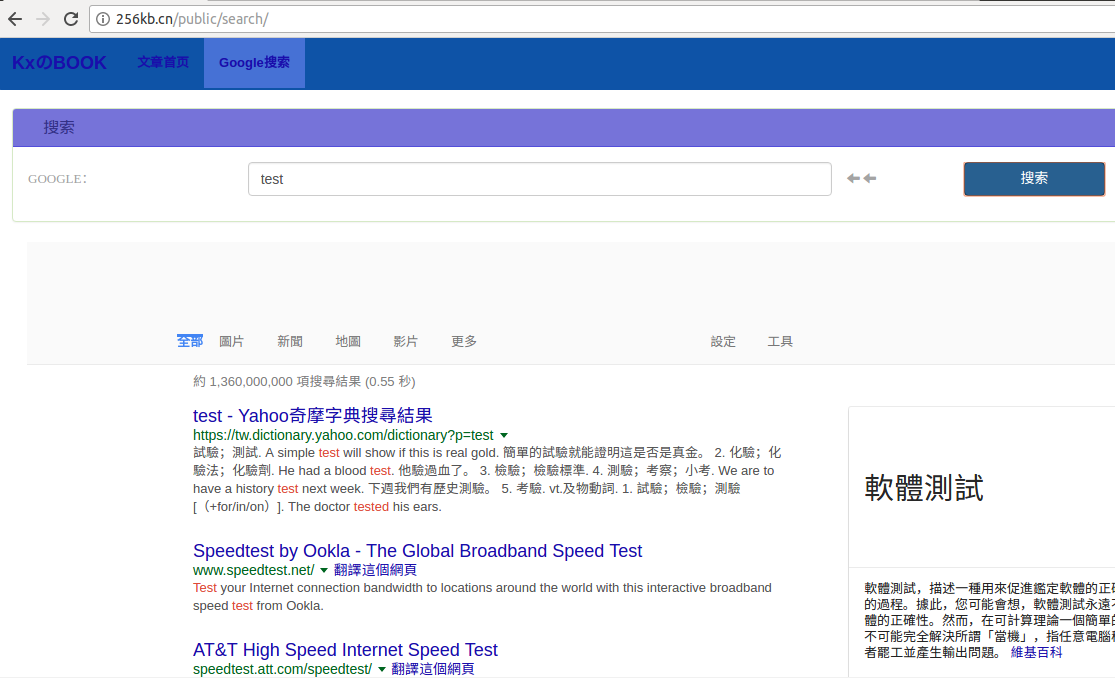 256kb.cn/public/search/
KxのBOOK 文章首页 Google搜索
搜索
GOOGLE： test 搜索
全部 圖片 新聞 地圖 影片 更多 設定 工具
約 1,360,000,000 項搜尋結果 (0.55 秒)
test - Yahoo奇摩字典搜尋結果
https://tw.dictionary.yahoo.com/dictionary?p=test
試驗；測試. A simple test will show if this is real gold. 簡單的試驗就能證明這是否是真金。 2. 化驗；化
驗法；化驗劑. He had a blood test. 他驗過血了。 3. 檢驗；檢驗標準. 4. 測驗；考察；小考. We are to
have a history test next week. 下週我們有歷史測驗。 5. 考驗. vt.及物動詞. 1. 試驗；檢驗；測驗
[（+for/in/on）]. The doctor tested his ears.
Speedtest by Ookla - The Global Broadband Speed Test
www.speedtest.net/ 翻譯這個網頁
Test your Internet connection bandwidth to locations around the world with this interactive broadband
speed test from Ookla.
AT&T High Speed Internet Speed Test
speedtest.att.com/speedtest/ 翻譯這個網頁
軟體測試
軟體測試，描述一種用來促進鑑定軟體的正
的過程。據此，您可能會想，軟體測試永遠
體的正確性。然而，在可計算理論一個簡單
不可能完全解決所謂「當機」，指任意電腦
者罷工並產生輸出問題。 維基百科